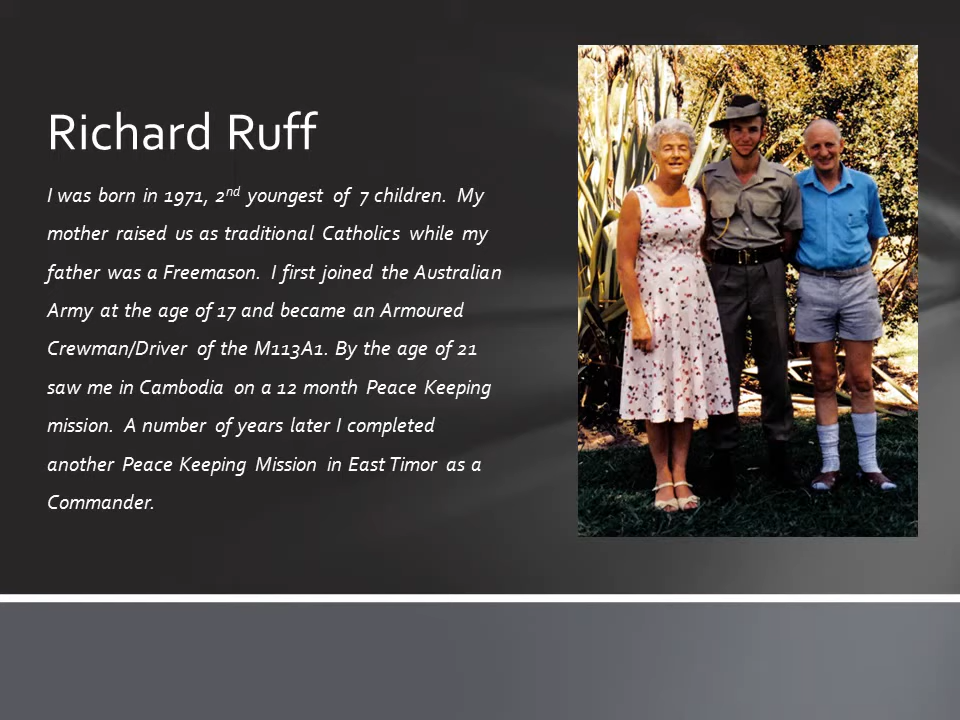 Richard Ruff
I was born in 1971, 2nd youngest of 7 children. My
mother raised us as traditional Catholics while my
father was a Freemason. I first joined the Australian
Army at the age of 17 and became an Armoured
Crewman/Driver of the M113A1. By the age of 21
saw me in Cambodia on a 12 month Peace Keeping
mission. A number of years later I completed
another Peace Keeping Mission in East Timor as a
Commander.